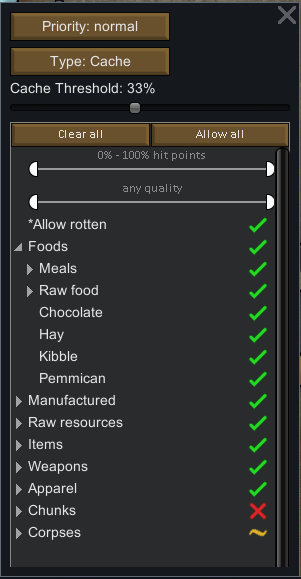 Priority: normal
Type: Cache
Cache Threshold: 33%
Clear all
Allow all
0% - 100% hit points
any quality
*Allow rotten
Foods
Meals
Raw food
Chocolate
Hay
Kibble
Pemmican
Manufactured
Raw resources
Items
Weapons
Apparel
Chunks
Corpses